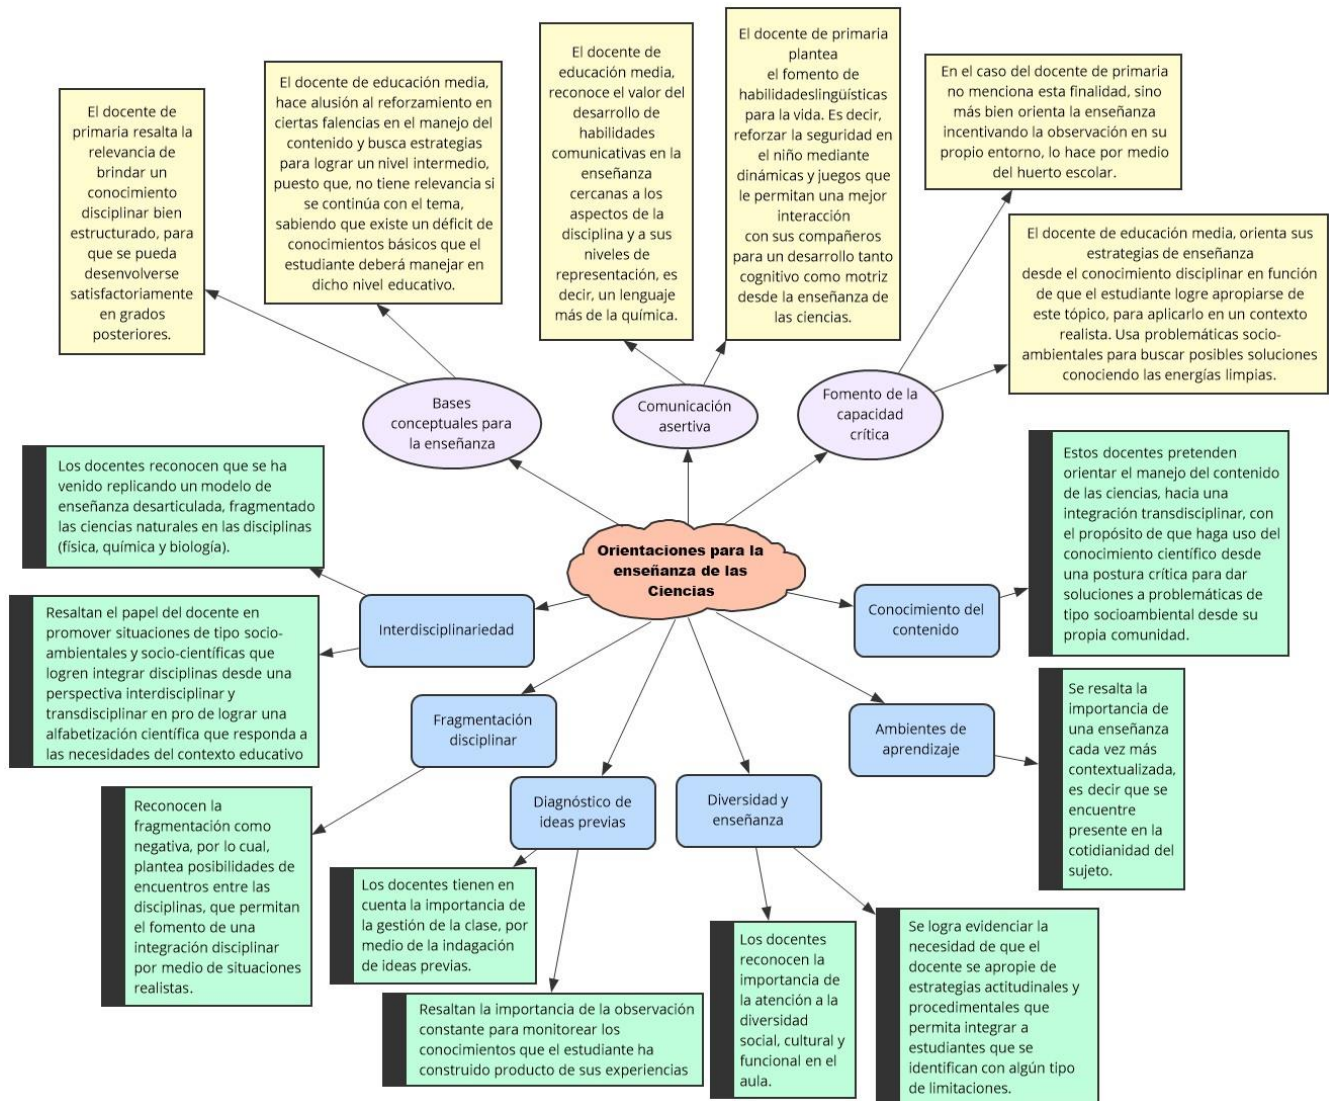 El docente de
primaria resalta la
relevancia de
brindar un
conocimiento
disciplinar bien
estructurado, para
que se pueda
desenvolverse
satisfactoriamente
en grados
posteriores.
El docente de educación media,
hace alusión al reforzamiento en
ciertas falencias en el manejo del
contenido y busca estrategias
para lograr un nivel intermedio,
puesto que, no tiene relevancia si
se continúa con el tema,
sabiendo que existe un déficit de
conocimientos básicos que el
estudiante deberá manejar en
dicho nivel educativo.
El docente de
educación media,
reconoce el valor del
desarrollo de
habilidades
comunicativas en la
enseñanza
cercanas a los
aspectos de la
disciplina y a sus
niveles de
representación, es
decir, un lenguaje
más de la química.
El docente de primaria
plantea
el fomento de
habilidadeslingüísticas
para la vida. Es decir,
reforzar la seguridad en
el niño mediante
dinámicas y juegos que
le permitan una mejor
interacción
con sus compañeros
para un desarrollo tanto
cognitivo como motriz
desde la enseñanza de
las ciencias.
En el caso del docente de primaria
no menciona esta finalidad, sino
más bien orienta la enseñanza
incentivando la observación en su
propio entorno, lo hace por medio
del huerto escolar.
El docente de educación media, orienta sus
estrategias de enseñanza
desde el conocimiento disciplinar en función
de que el estudiante logre apropiarse de
este tópico, para aplicarlo en un contexto
realista. Usa problemáticas socio-
ambientales para buscar posibles soluciones
conociendo las energías limpias.
Bases
conceptuales para
la enseñanza
Comunicación
asertiva
Fomento de la
capacidad
crítica
Los docentes reconocen que se ha
venido replicando un modelo de
enseñanza desarticulada, fragmentado
las ciencias naturales en las disciplinas
(física, química y biología).
Orientaciones para la
enseñanza de las
Ciencias
Estos docentes pretenden
orientar el manejo del contenido
de las ciencias, hacia una
integración transdisciplinar, con
el propósito de que haga uso del
conocimiento científico desde
una postura crítica para dar
soluciones a problemáticas de
tipo socioambiental desde su
propia comunidad.
Resaltan el papel del docente en
promover situaciones de tipo socio-
ambientales y socio-científicas que
logren integrar disciplinas desde una
perspectiva interdisciplinar y
transdisciplinar en pro de lograr una
alfabetización científica que responda a
las necesidades del contexto educativo
Interdisciplinariedad
Conocimiento del
contenido
Fragmentación
disciplinar
Ambientes de
aprendizaje
Se resalta la
importancia de
una enseñanza
cada vez más
contextualizada,
es decir que se
encuentre
presente en la
cotidianidad del
sujeto.
Diagnóstico de
ideas previas
Diversidad y
enseñanza
Reconocen la
fragmentación como
negativa, por lo cual,
plantea posibilidades de
encuentros entre las
disciplinas, que permitan
el fomento de una
integración disciplinar
por medio de situaciones
realistas.
Los docentes tienen en
cuenta la importancia de
la gestión de la clase, por
medio de la indagación
de ideas previas.
Resaltan la importancia de la observación
constante para monitorear los
conocimientos que el estudiante ha
construido producto de sus experiencias
Los docentes
reconocen la
importancia de
la atención a la
diversidad
social, cultural y
funcional en el
aula.
Se logra evidenciar la
necesidad de que el
docente se apropie de
estrategias actitudinales y
procedimentales que
permita integrar a
estudiantes que se
identifican con algún tipo
de limitaciones.